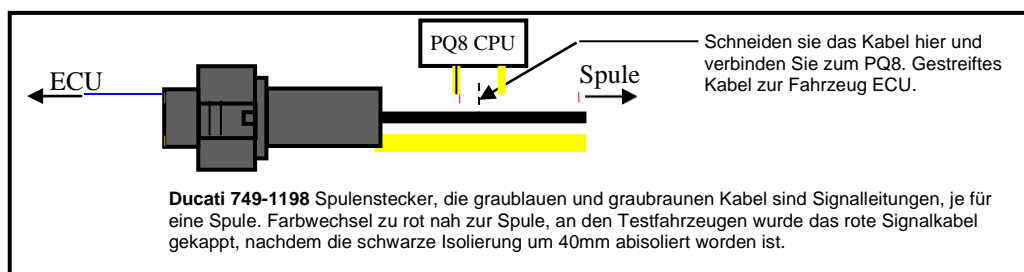 PQ8 CPU
Schneiden sie das Kabel hier und
verbinden Sie zum PQ8. Gestreiftes
Kabel zur Fahrzeug ECU.
ECU
Spule
Ducati 749-1198 Spulenstecker, die graublauen und graubraunen Kabel sind Signalleitungen, je für
eine Spule. Farbwechsel zu rot nah zur Spule, an den Testfahrzeugen wurde das rote Signalkabel
gekappt, nachdem die schwarze Isolierung um 40mm abisoliert worden ist.